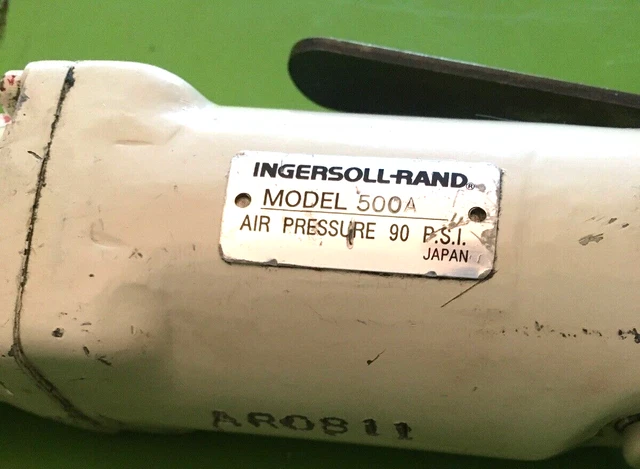 INGERSOLL-RAND®
MODEL 500A
AIR PRESSURE 90 P.S.I.
JAPAN
AR0811